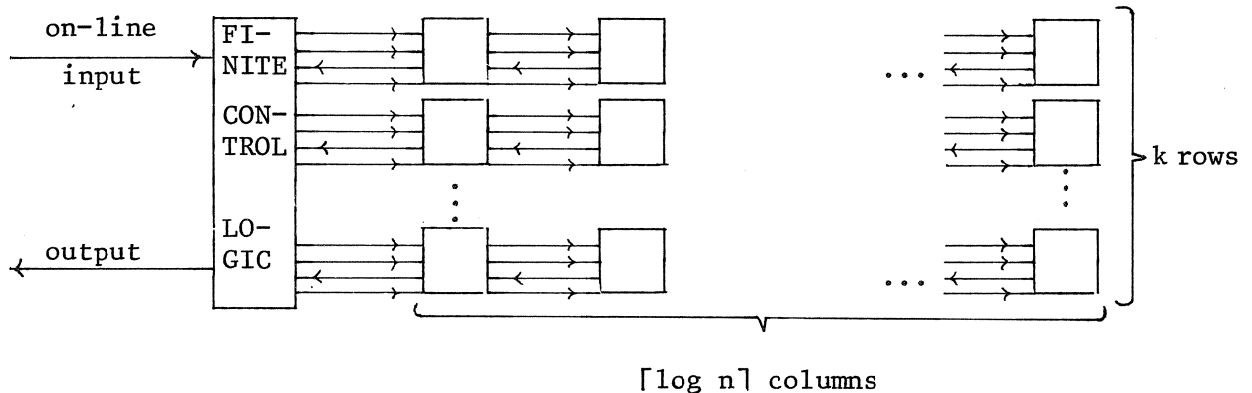 on-line
input
FI-
NITE
CON-
TROL
LO-
GIC
output
...
...
k rows
⌈log n⌉ columns